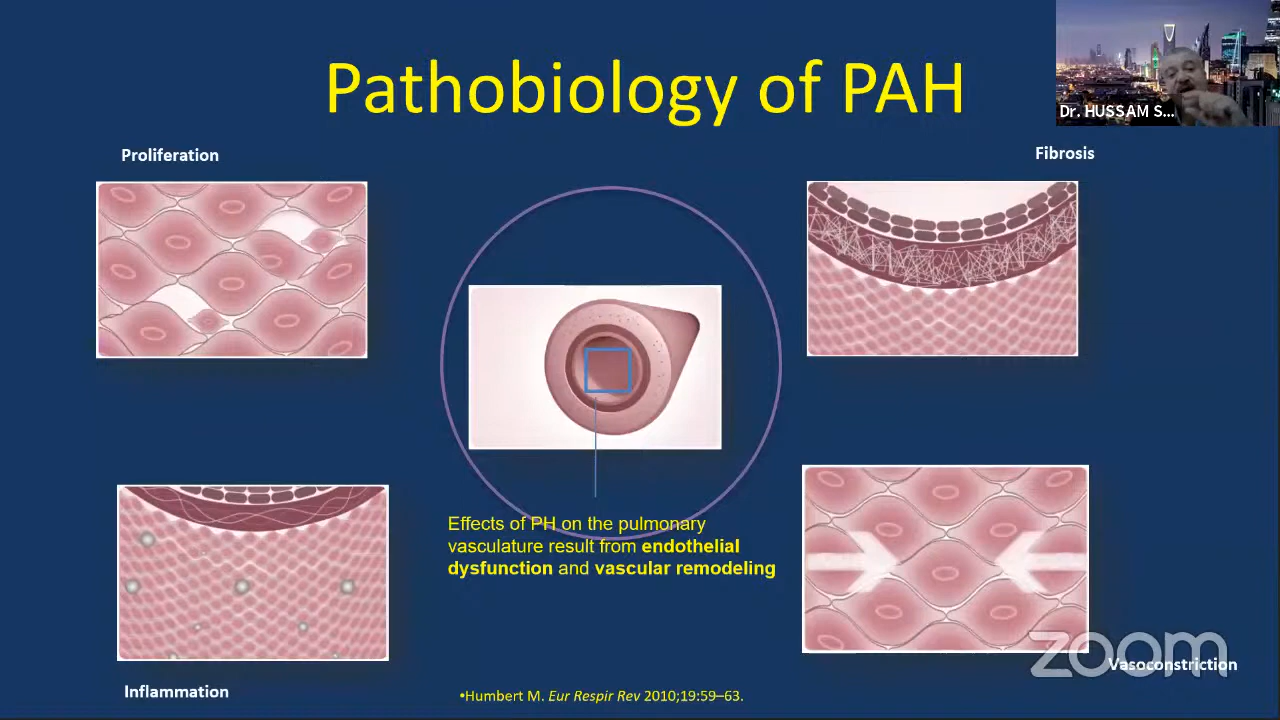 Pathobiology of PAH
Dr. HUSSAM S...
Proliferation
Fibrosis
Effects of PH on the pulmonary
vasculature result from endothelial
dysfunction and vascular remodeling
zoom
Vasoconstriction
Inflammation
•Humbert M. Eur Respir Rev 2010;19:59–63.